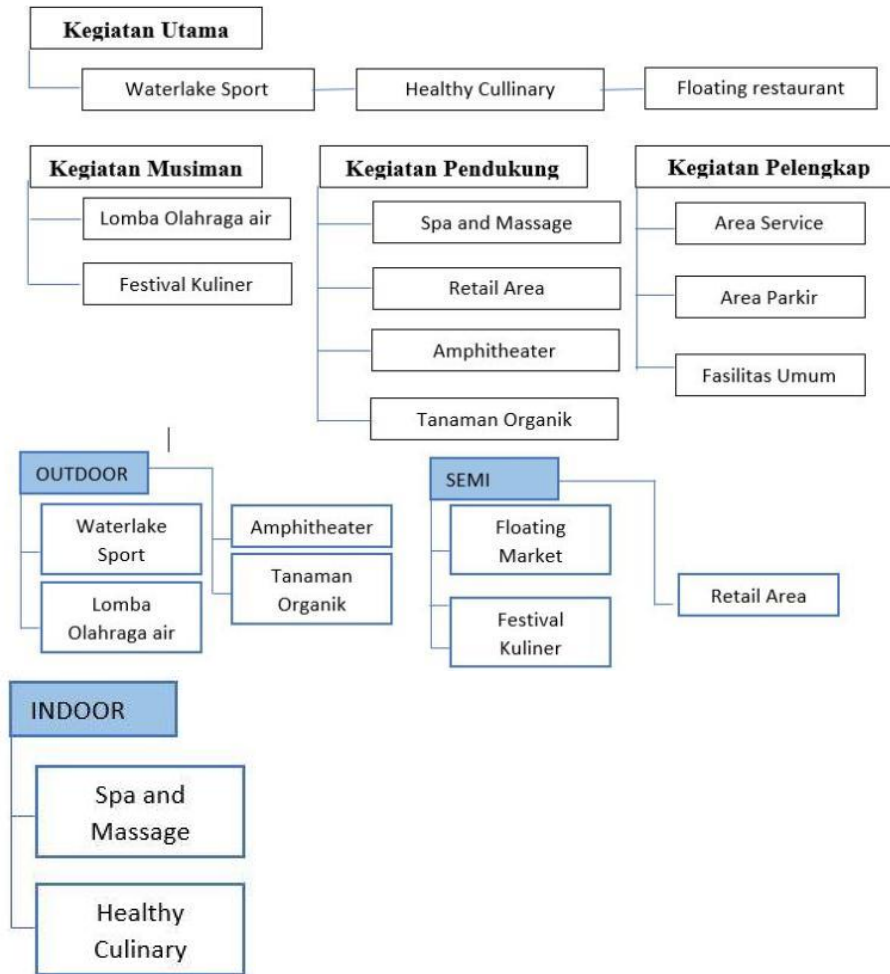 Kegiatan Utama
Waterlake Sport
Healthy Cullinary
Floating restaurant
Kegiatan Musiman
Lomba Olahraga air
Festival Kuliner
Kegiatan Pendukung
Spa and Massage
Retail Area
Amphitheater
Tanaman Organik
Kegiatan Pelengkap
Area Service
Area Parkir
Fasilitas Umum
OUTDOOR
Waterlake
Sport
Lomba
Olahraga air
Amphitheater
Tanaman
Organik
SEMI
Floating
Market
Festival
Kuliner
Retail Area
INDOOR
Spa and
Massage
Healthy
Culinary